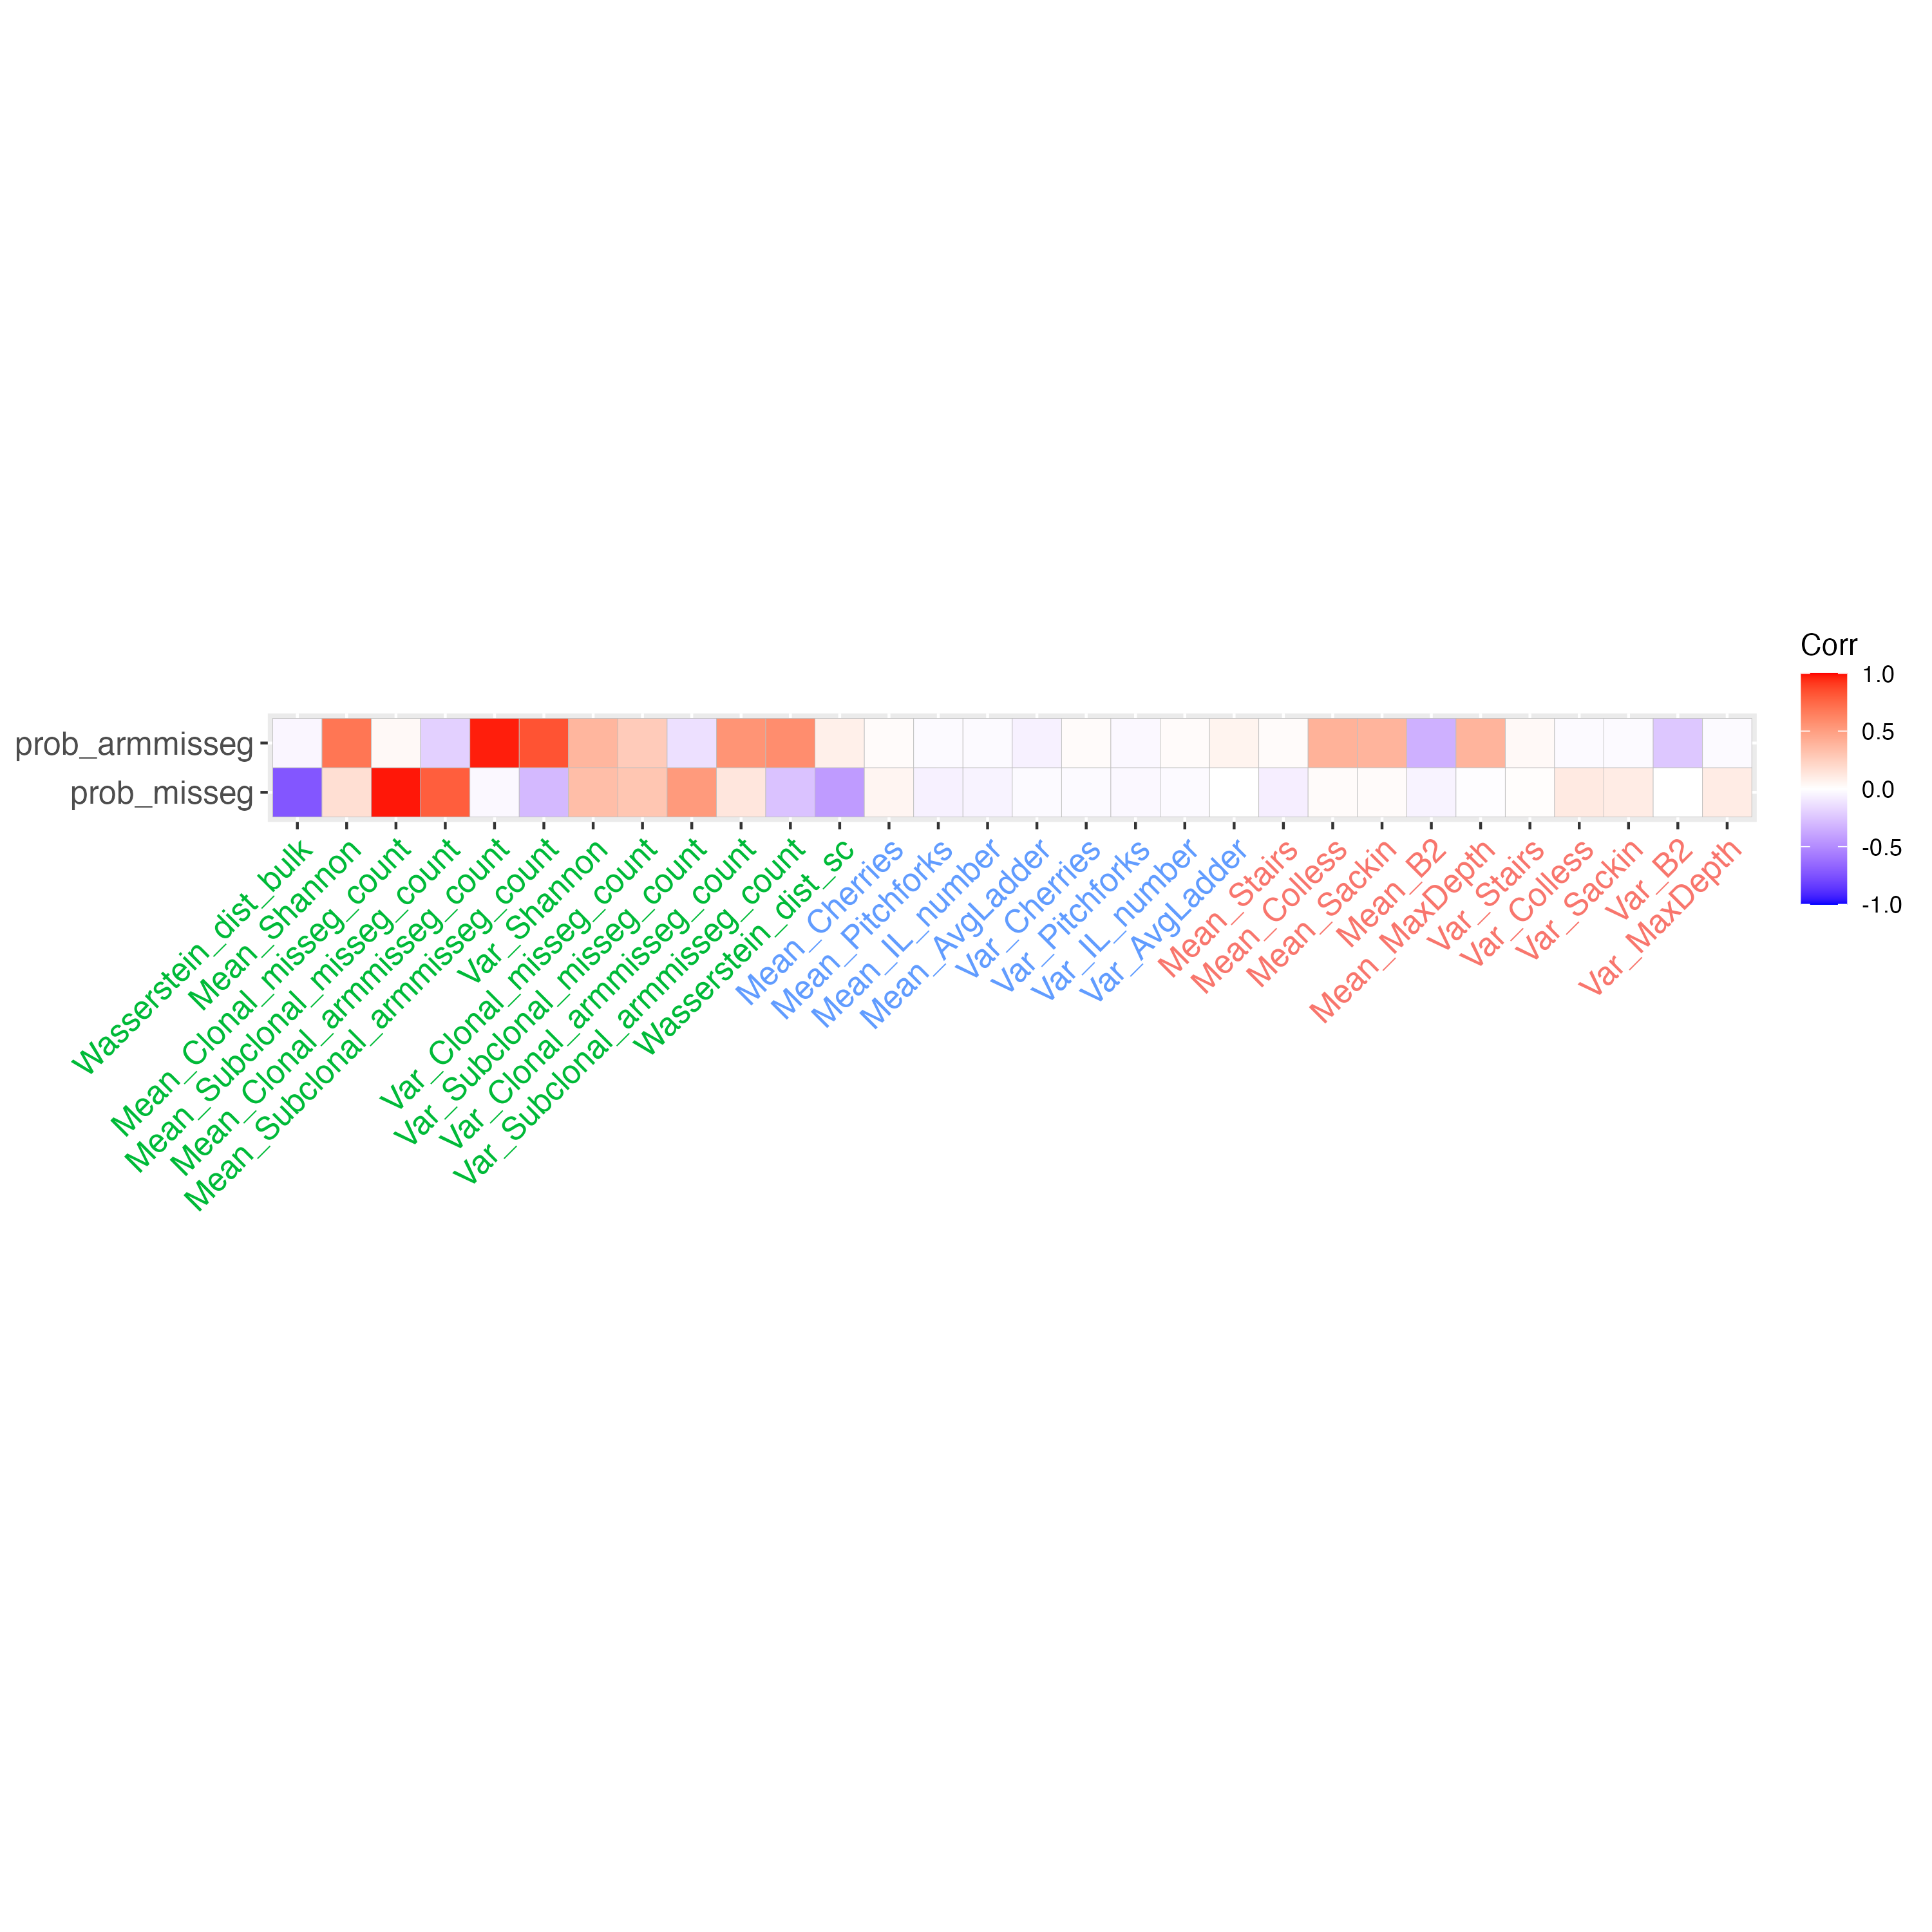 Corr
1.0
0.5
0.0
-0.5
-1.0
prob_armmisseg
prob_misseg
Wasserstein_dist_bulk
Mean_Shannon
Mean_Clonal_misseg_count
Mean_Subclonal_misseg_count
Mean_Clonal_armmisseg_count
Mean_Subclonal_armmisseg_count
Var_Shannon
Var_Clonal_misseg_count
Var_Subclonal_misseg_count
Var_Clonal_armmisseg_count
Var_Subclonal_armmisseg_count
Wasserstein_dist_sc
Mean_Cherries
Mean_Pitchforks
Mean_IL_number
Mean_AvgLadder
Var_Cherries
Var_Pitchforks
Var_IL_number
Var_AvgLadder
Mean_Stairs
Mean_Colless
Mean_Sackin
Mean_B2
Mean_MaxDepth
Var_Stairs
Var_Colless
Var_Sackin
Var_B2
Var_MaxDepth